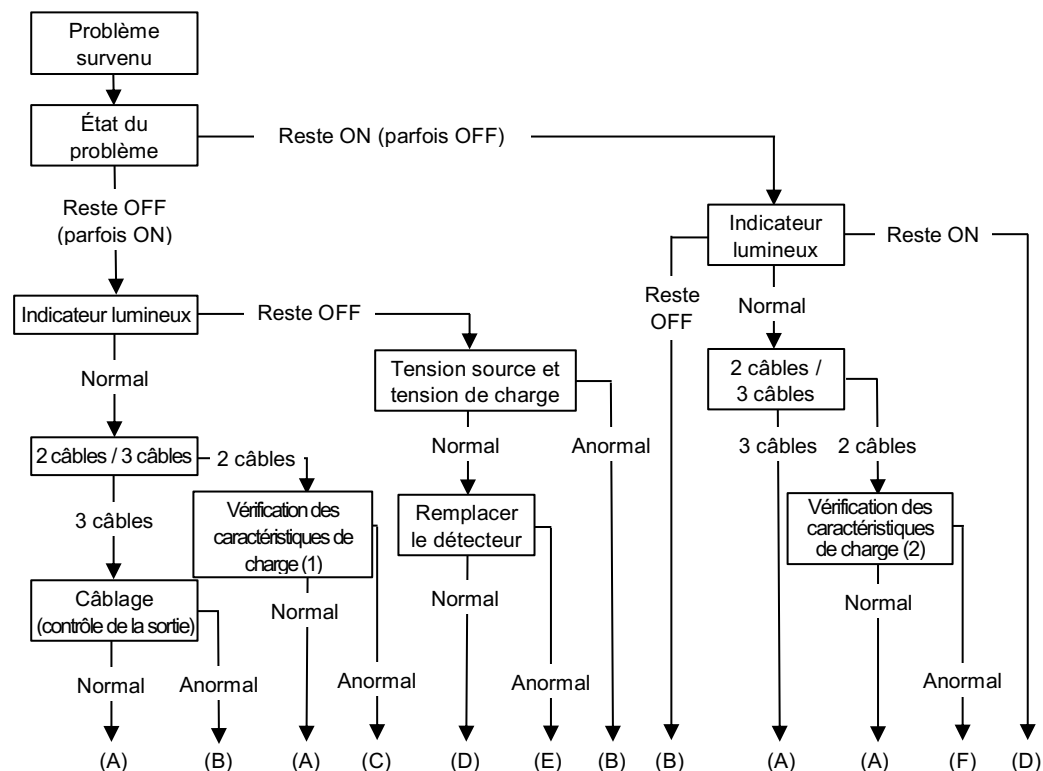 Problème
survenu
État du
problème
Reste ON (parfois OFF)
Reste OFF
(parfois ON)
Indicateur
lumineux
Reste ON
Reste
OFF
Normal
Indicateur lumineux
Reste OFF
Normal
Tension source et
tension de charge
2 câbles /
3 câbles
Normal
Anormal
3 câbles
2 câbles
2 câbles / 3 câbles
2 câbles
3 câbles
Vérification des
caractéristiques de
charge (1)
Remplacer
le détecteur
Vérification des
caractéristiques
de charge (2)
Câblage
(contrôle de la sortie)
Normal
Normal
Normal
Normal
Anormal
Anormal
Anormal
Anormal
(A)
(B)
(A)
(C)
(D)
(E)
(B)
(B)
(A)
(A)
(F)
(D)